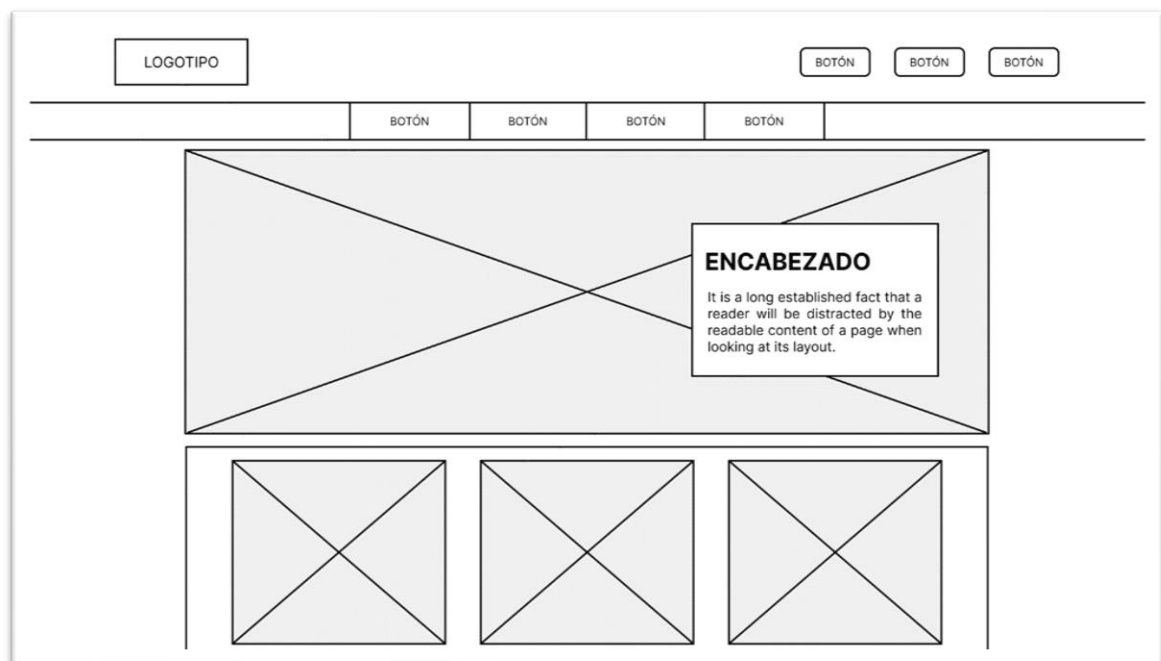 LOGOTIPO
BOTÓN BOTÓN BOTÓN
BOTÓN BOTÓN BOTÓN BOTÓN
ENCABEZADO
It is a long established fact that a
reader will be distracted by the
readable content of a page when
looking at its layout.